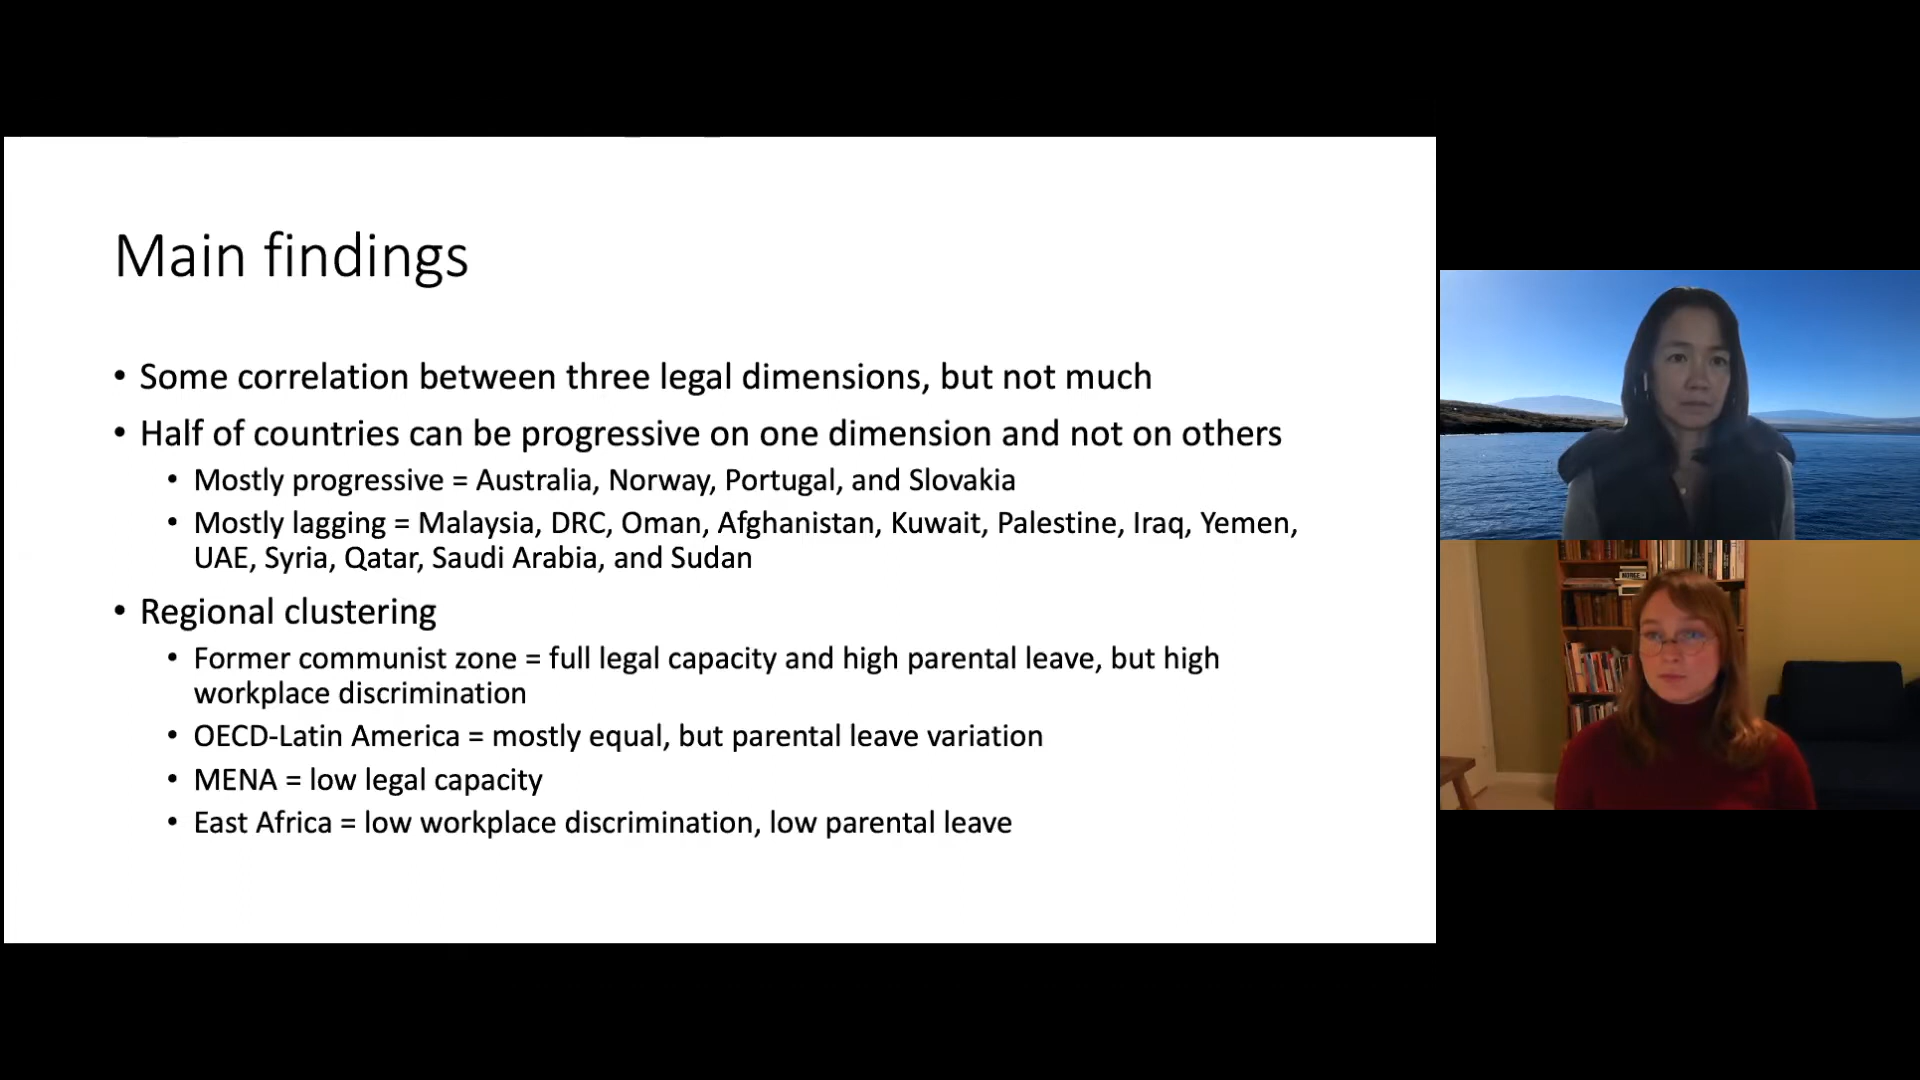 Main findings
• Some correlation between three legal dimensions, but not much
• Half of countries can be progressive on one dimension and not on others
• Mostly progressive = Australia, Norway, Portugal, and Slovakia
• Mostly lagging = Malaysia, DRC, Oman, Afghanistan, Kuwait, Palestine, Iraq, Yemen,
UAE, Syria, Qatar, Saudi Arabia, and Sudan
• Regional clustering
• Former communist zone = full legal capacity and high parental leave, but high
workplace discrimination
• OECD-Latin America = mostly equal, but parental leave variation
• MENA = low legal capacity
• East Africa = low workplace discrimination, low parental leave